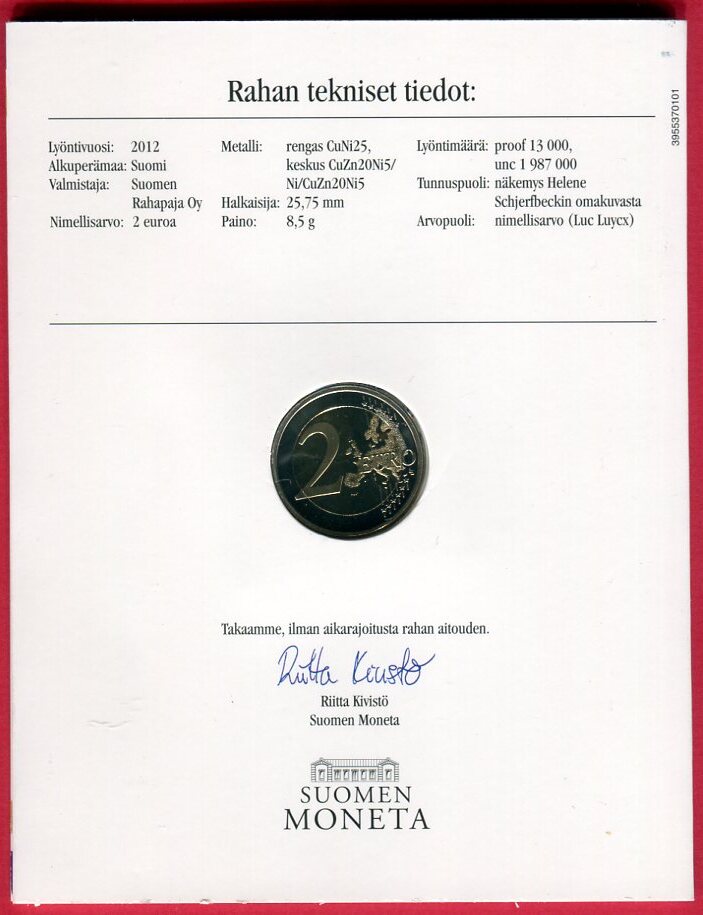 Rahan tekniset tiedot:
3955370101
Lyöntivuosi: 2012
Alkuperämaa: Suomi
Valmistaja: Suomen
Rahapaja Oy
Nimellisarvo: 2 euroa
Metalli: rengas CuNi25,
keskus CuZn20Ni5/
Ni/CuZn20Ni5
Halkaisija: 25,75 mm
Paino: 8,5 g
Lyöntimäärä: proof 13 000,
unc 1 987 000
Tunnuspuoli: näkemys Helene
Schjerfbeckin omakuvasta
Arvopuoli: nimellisarvo (Luc Luycx)
2 EURO
Takaamme, ilman aikarajoitusta rahan aitouden.
Riitta Kivistö
Riitta Kivistö
Suomen Moneta
SUOMEN
MONETA